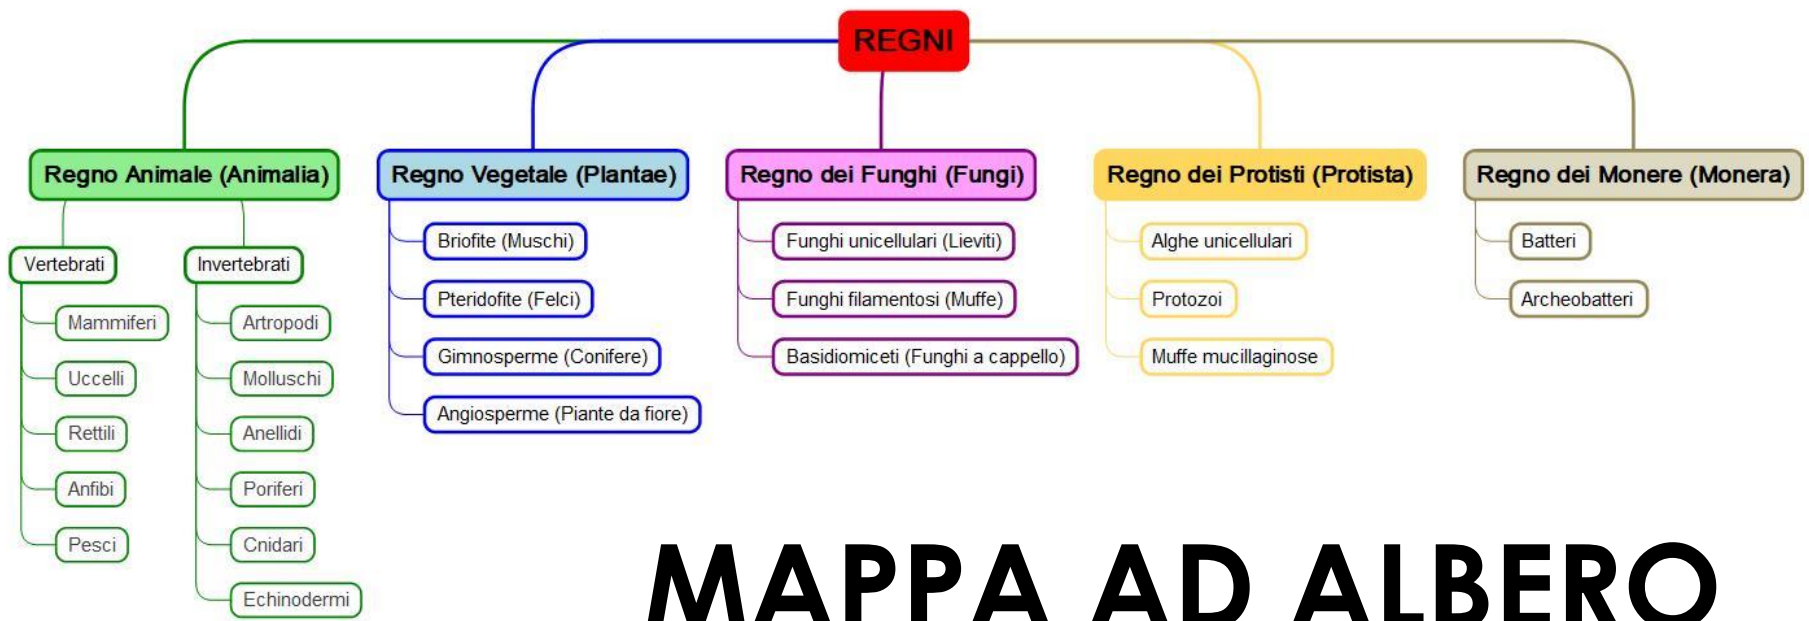 REGNI
Regno Animale (Animalia)
Vertebrati
Mammiferi
Uccelli
Rettili
Anfibi
Pesci
Invertebrati
Artropodi
Molluschi
Anellidi
Poriferi
Cnidari
Echinodermi
Regno Vegetale (Plantae)
Briofite (Muschi)
Pteridofite (Felci)
Gimnosperme (Conifere)
Angiosperme (Piante da fiore)
Regno dei Funghi (Fungi)
Funghi unicellulari (Lieviti)
Funghi filamentosi (Muffe)
Basidiomiceti (Funghi a cappello)
Regno dei Protisti (Protista)
Alghe unicellulari
Protozoi
Muffe mucillaginose
Regno dei Monere (Monera)
Batteri
Archeobatteri
MAPPA AD ALBERO